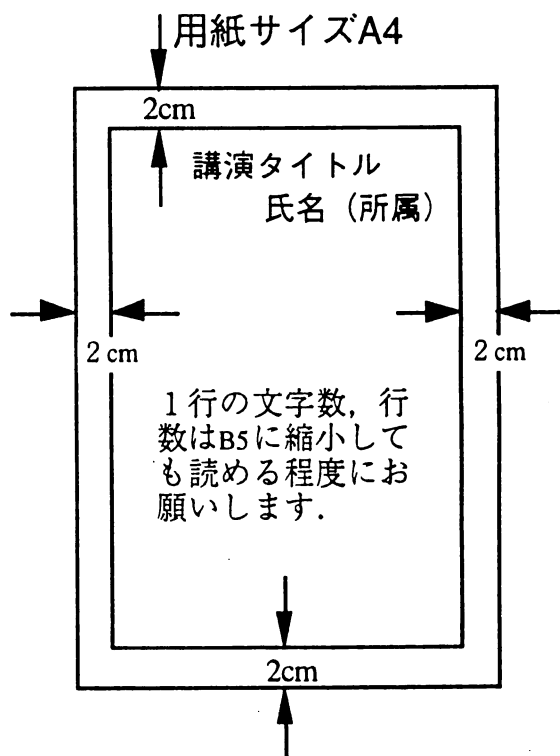 用紙サイズA4
2cm
講演タイトル
氏名（所属）
2 cm
2 cm
1行の文字数，行
数はB5に縮小して
も読める程度にお
願いします．
2cm